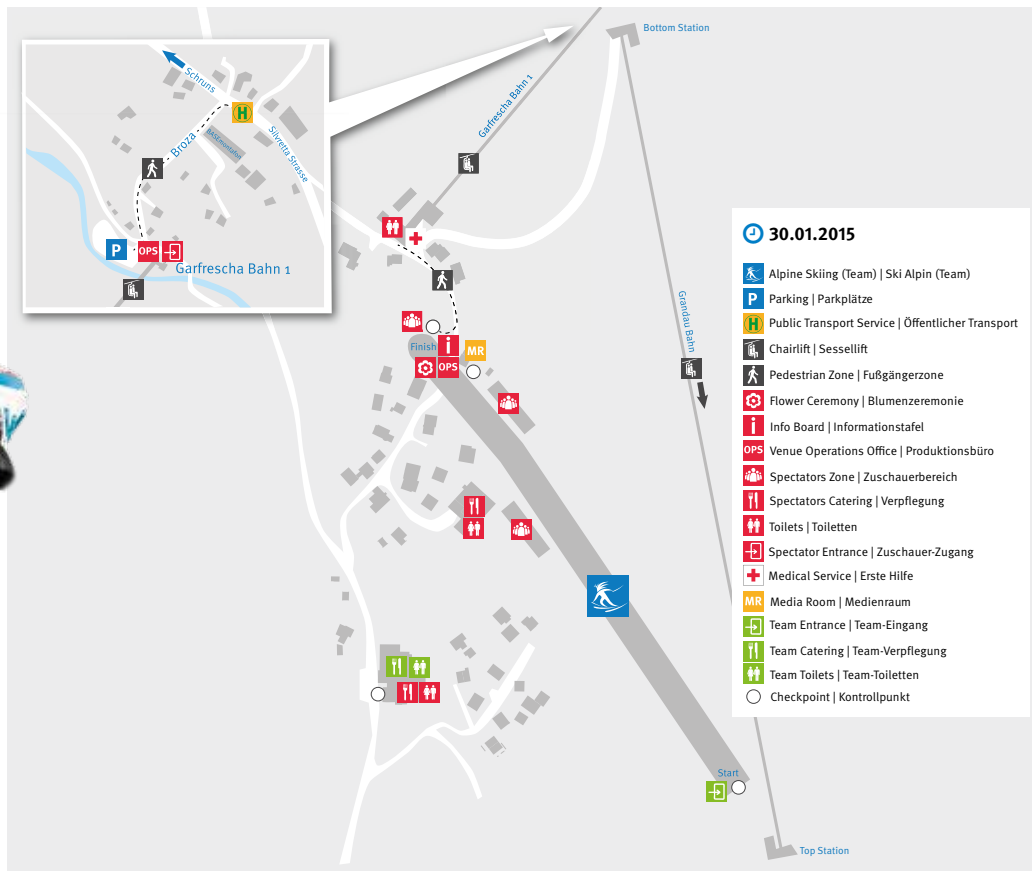 Bottom Station
Schruns
H
Silvretta Strasse
Broza
BASEmontafon
P
OPS
Garfrescha Bahn 1
Garfrescha Bahn 1
Grandau Bahn
Finish
i
MR
OPS
Start
Top Station
30.01.2015
Alpine Skiing (Team) | Ski Alpin (Team)
P Parking | Parkplätze
H Public Transport Service | Öffentlicher Transport
Chairlift | Sessellift
Pedestrian Zone | Fußgängerzone
Flower Ceremony | Blumenzeremonie
i Info Board | Informationstafel
OPS Venue Operations Office | Produktionsbüro
Spectators Zone | Zuschauerbereich
Spectators Catering | Verpflegung
Toilets | Toiletten
Spectator Entrance | Zuschauer-Zugang
Medical Service | Erste Hilfe
MR Media Room | Medienraum
Team Entrance | Team-Eingang
Team Catering | Team-Verpflegung
Team Toilets | Team-Toiletten
Checkpoint | Kontrollpunkt